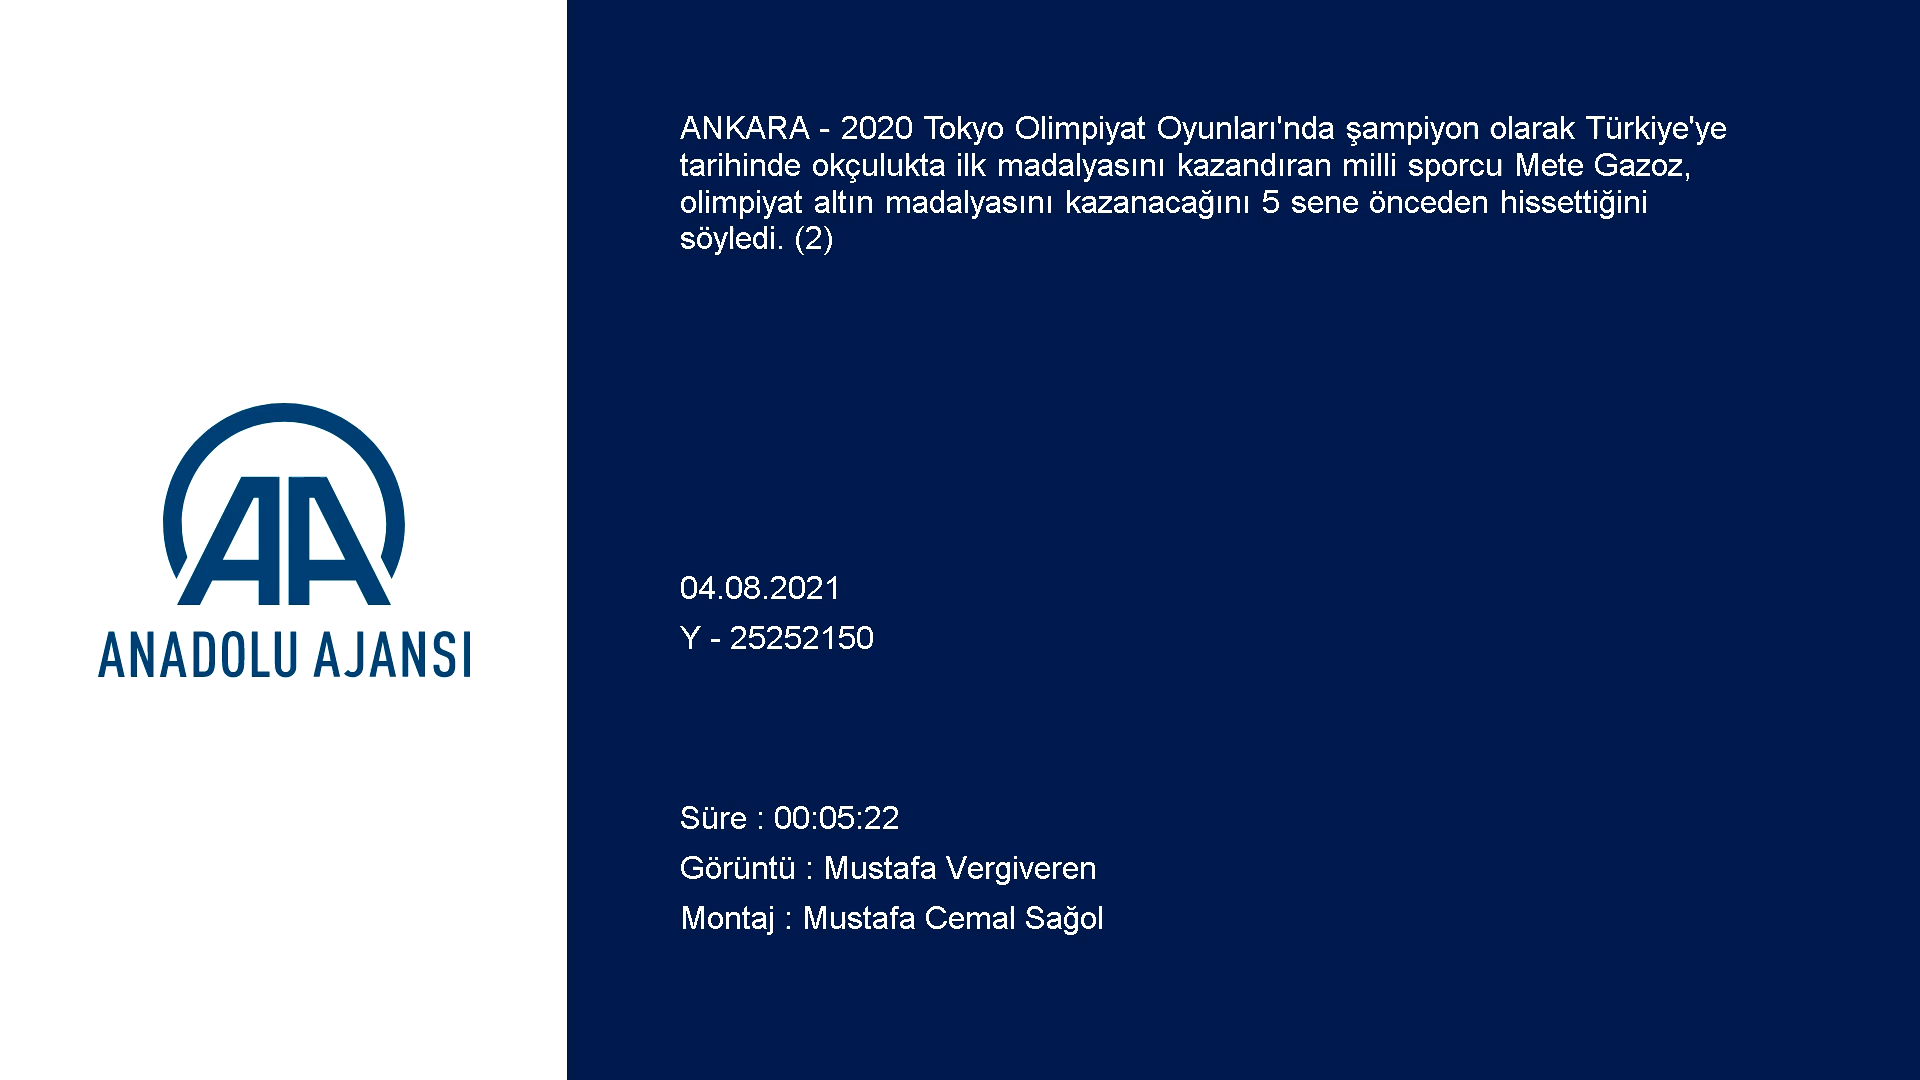 ANKARA - 2020 Tokyo Olimpiyat Oyunları'nda şampiyon olarak Türkiye'ye
tarihinde okçulukta ilk madalyasını kazandıran milli sporcu Mete Gazoz,
olimpiyat altın madalyasını kazanacağını 5 sene önceden hissettiğini
söyledi. (2)
AA
ANADOLU AJANSI
04.08.2021
Y - 25252150
Süre : 00:05:22
Görüntü : Mustafa Vergiveren
Montaj : Mustafa Cemal Sağol